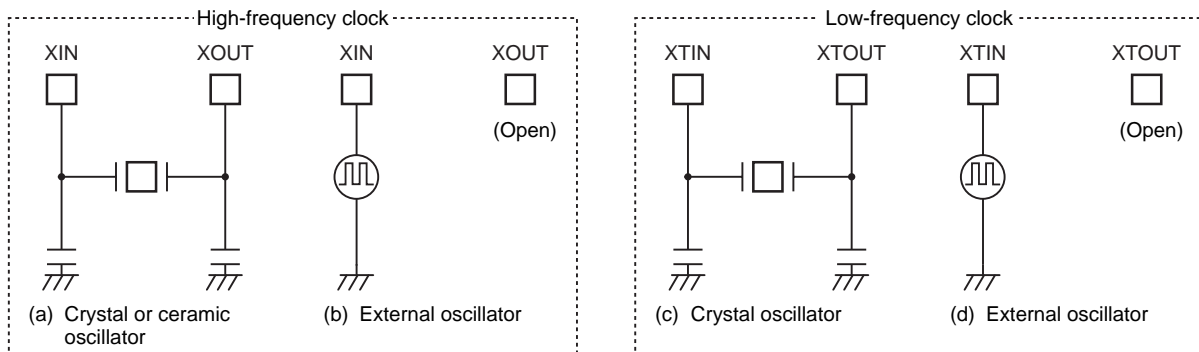 High-frequency clock
XIN XOUT XIN XOUT
(Open)
(a) Crystal or ceramic
oscillator
(b) External oscillator
Low-frequency clock
XTIN XTOUT XTIN XTOUT
(Open)
(c) Crystal oscillator
(d) External oscillator